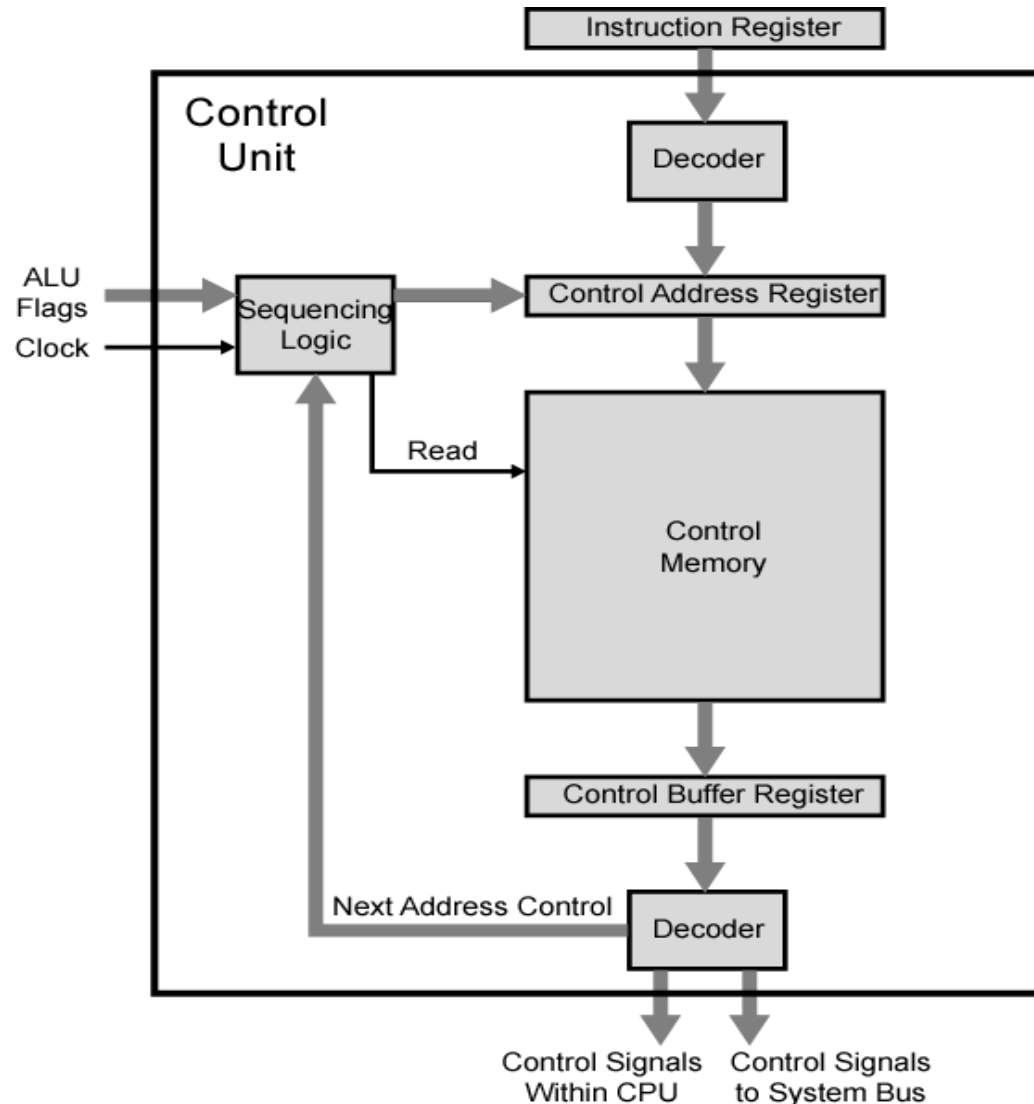 Instruction Register
Control
Unit
Decoder
ALU
Flags
Clock
Sequencing
Logic
Control Address Register
Read
Control
Memory
Control Buffer Register
Next Address Control
Decoder
Control Signals
Within CPU
Control Signals
to System Bus